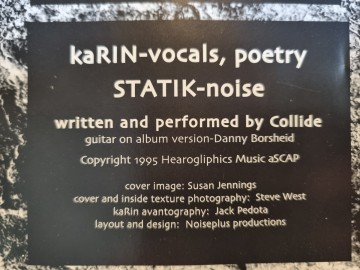 kaRIN-vocals, poetry
STATIK-noise
written and performed by Collide
guitar on album version-Danny Borsheid
Copyright 1995 Hearogliphics Music aSCAP
cover image: Susan Jennings
cover and inside texture photography: Steve West
kaRin avantography: Jack Pedota
layout and design: Noiseplus productions